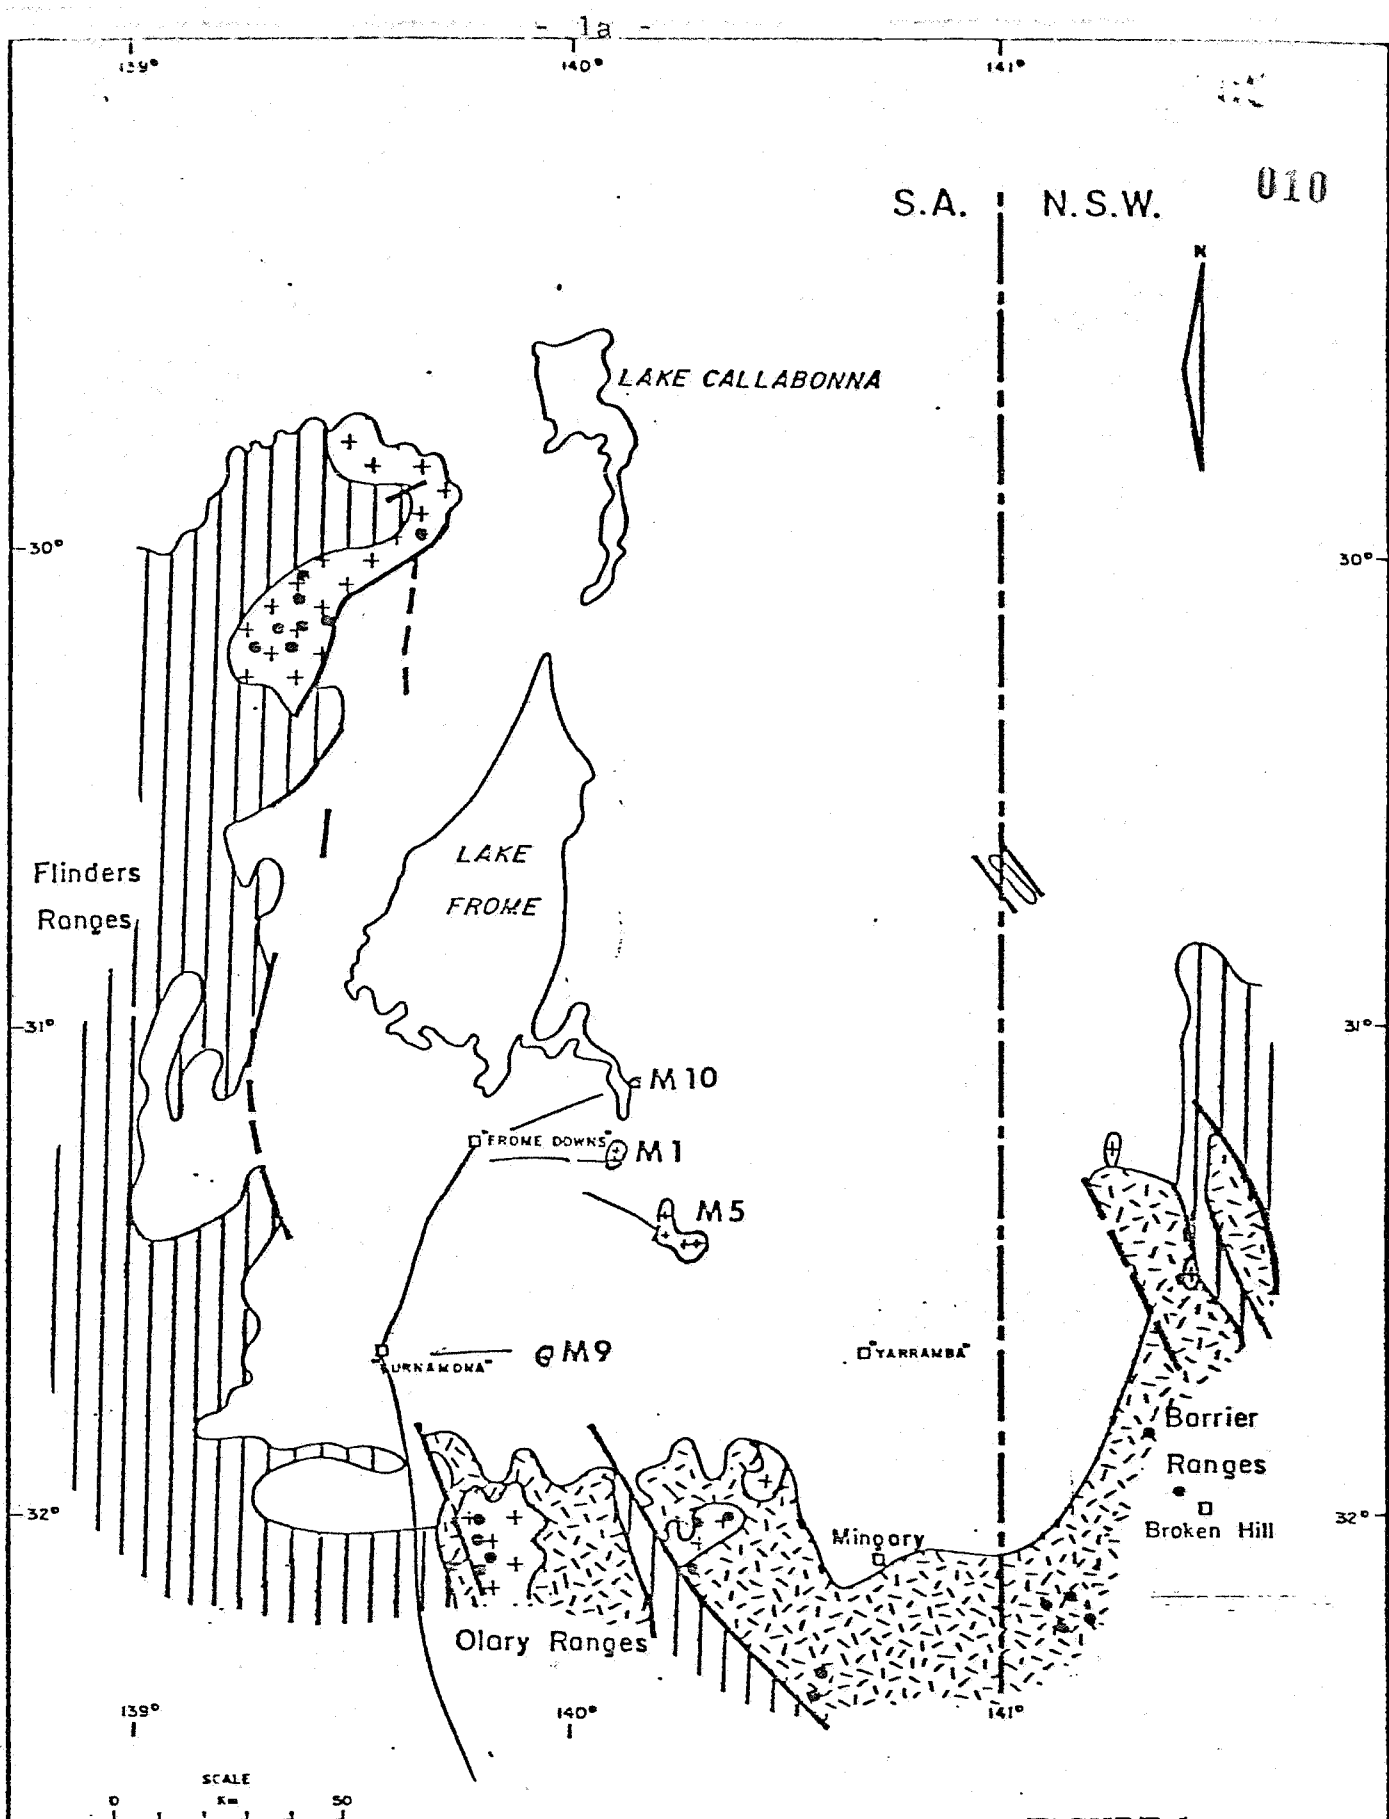 - 1a -
139°
140°
141°
010
S.A.
N.S.W.
N
LAKE CALLABONNA
30°
30°
LAKE
FROME
Flinders
Ranges
31°
31°
M10
"FROME DOWNS"
M1
M5
M9
"YARRAMBA"
Barrier
Ranges
32°
32°
Broken Hill
Mingary
Olary Ranges
139°
140°
141°
SCALE
Km
0
50